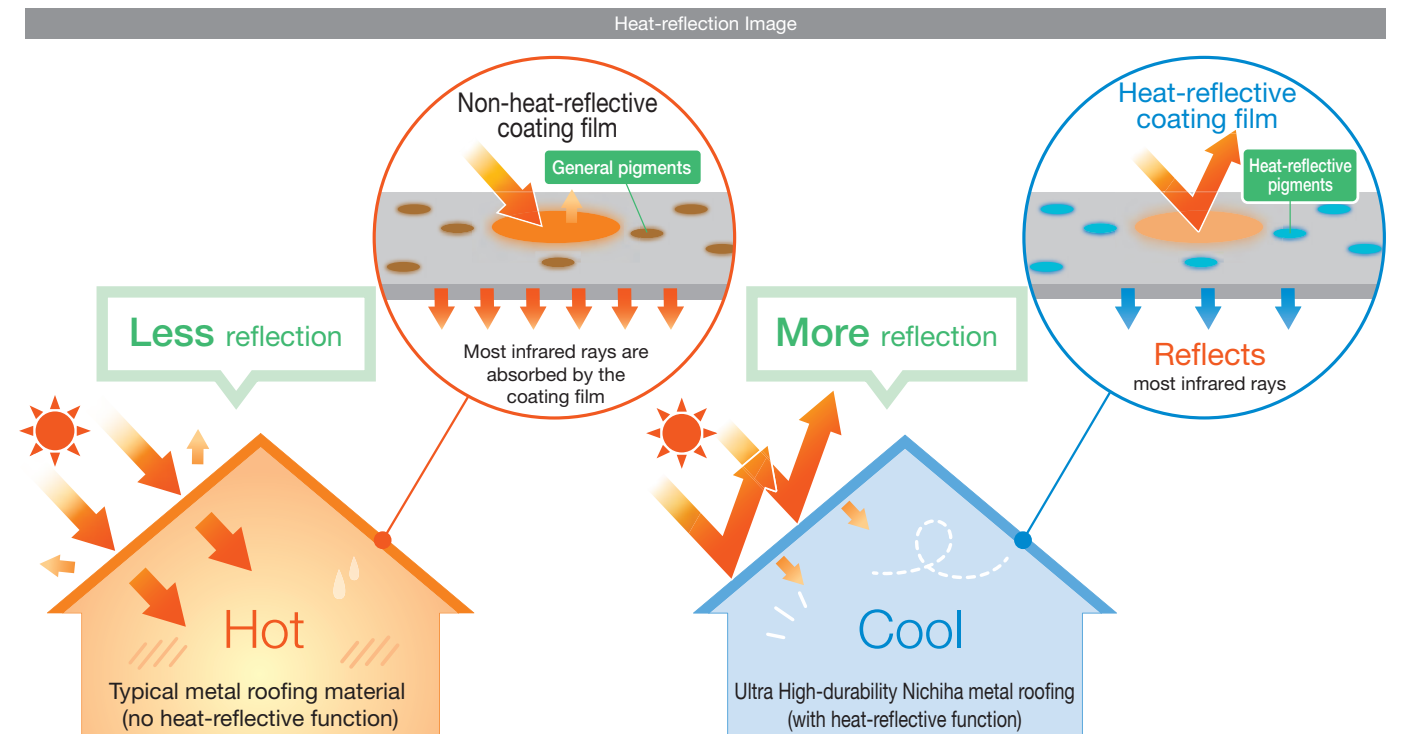 Heat-reflection Image
Non-heat-reflective
coating film
General pigments
Most infrared rays are
absorbed by the
coating film
Less reflection
Hot
Typical metal roofing material
(no heat-reflective function)
Heat-reflective
coating film
Heat-reflective
pigments
Reflects
most infrared rays
More reflection
Cool
Ultra High-durability Nichiha metal roofing
(with heat-reflective function)